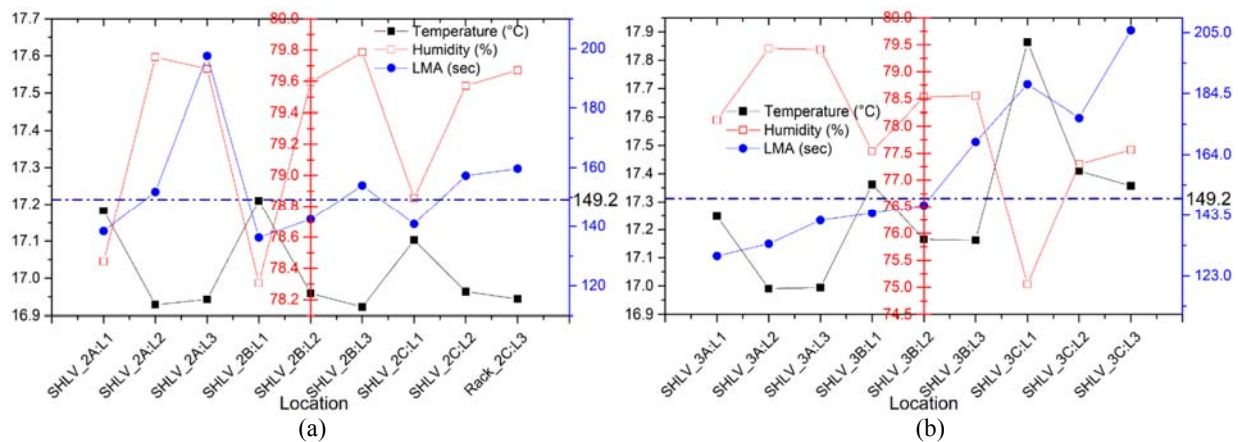 17.7
17.6
17.5
17.4
17.3
17.2
17.1
17.0
16.9
80.0
79.8
79.6
79.4
79.2
79.0
78.8
78.6
78.4
78.2
Temperature (°C)
Humidity (%)
LMA (sec)
200
180
160
149.2
140
120
SHLV_2A:L1
SHLV_2A:L2
SHLV_2A:L3
SHLV_2B:L1
SHLV_2B:L2
SHLV_2B:L3
SHLV_2C:L1
SHLV_2C:L2
Rack_2C:L3
Location
(a)
17.9
17.8
17.7
17.6
17.5
17.4
17.3
17.2
17.1
17.0
16.9
80.0
79.5
79.0
78.5
78.0
77.5
77.0
76.5
76.0
75.5
75.0
74.5
Temperature (°C)
Humidity (%)
LMA (sec)
205.0
184.5
164.0
149.2
143.5
123.0
SHLV_3A:L1
SHLV_3A:L2
SHLV_3A:L3
SHLV_3B:L1
SHLV_3B:L2
SHLV_3B:L3
SHLV_3C:L1
SHLV_3C:L2
SHLV_3C:L3
Location
(b)